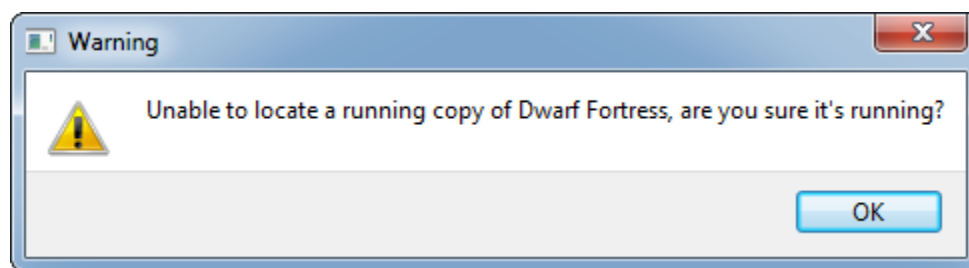 Warning
Unable to locate a running copy of Dwarf Fortress, are you sure it's running?
OK